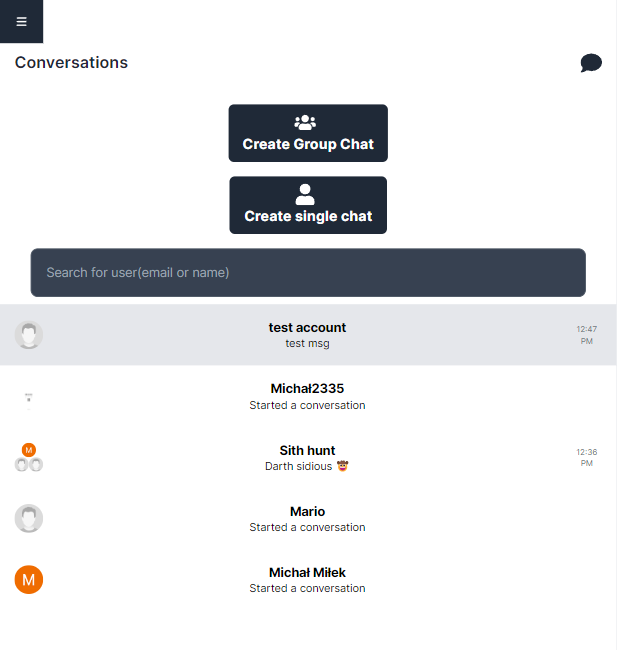 Conversations
Create Group Chat
Create single chat
Search for user(email or name)
test account
test msg
12:47
PM
Michał2335
Started a conversation
M
Sith hunt
Darth sidious 🤠
12:36
PM
Mario
Started a conversation
M
Michał Miłek
Started a conversation